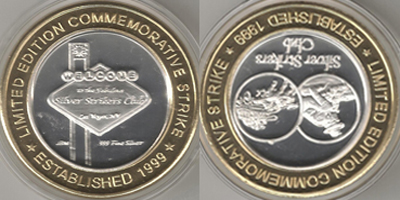 LIMITED EDITION COMMEMORATIVE STRIKE
• ESTABLISHED 1999 •
WELCOME
to the Fabulous
Silver Strikers Club
Las Vegas, NV
.999 Fine Silver
LIMITED EDITION COMMEMORATIVE STRIKE
• ESTABLISHED 1999 •
Silver Strikers
Club